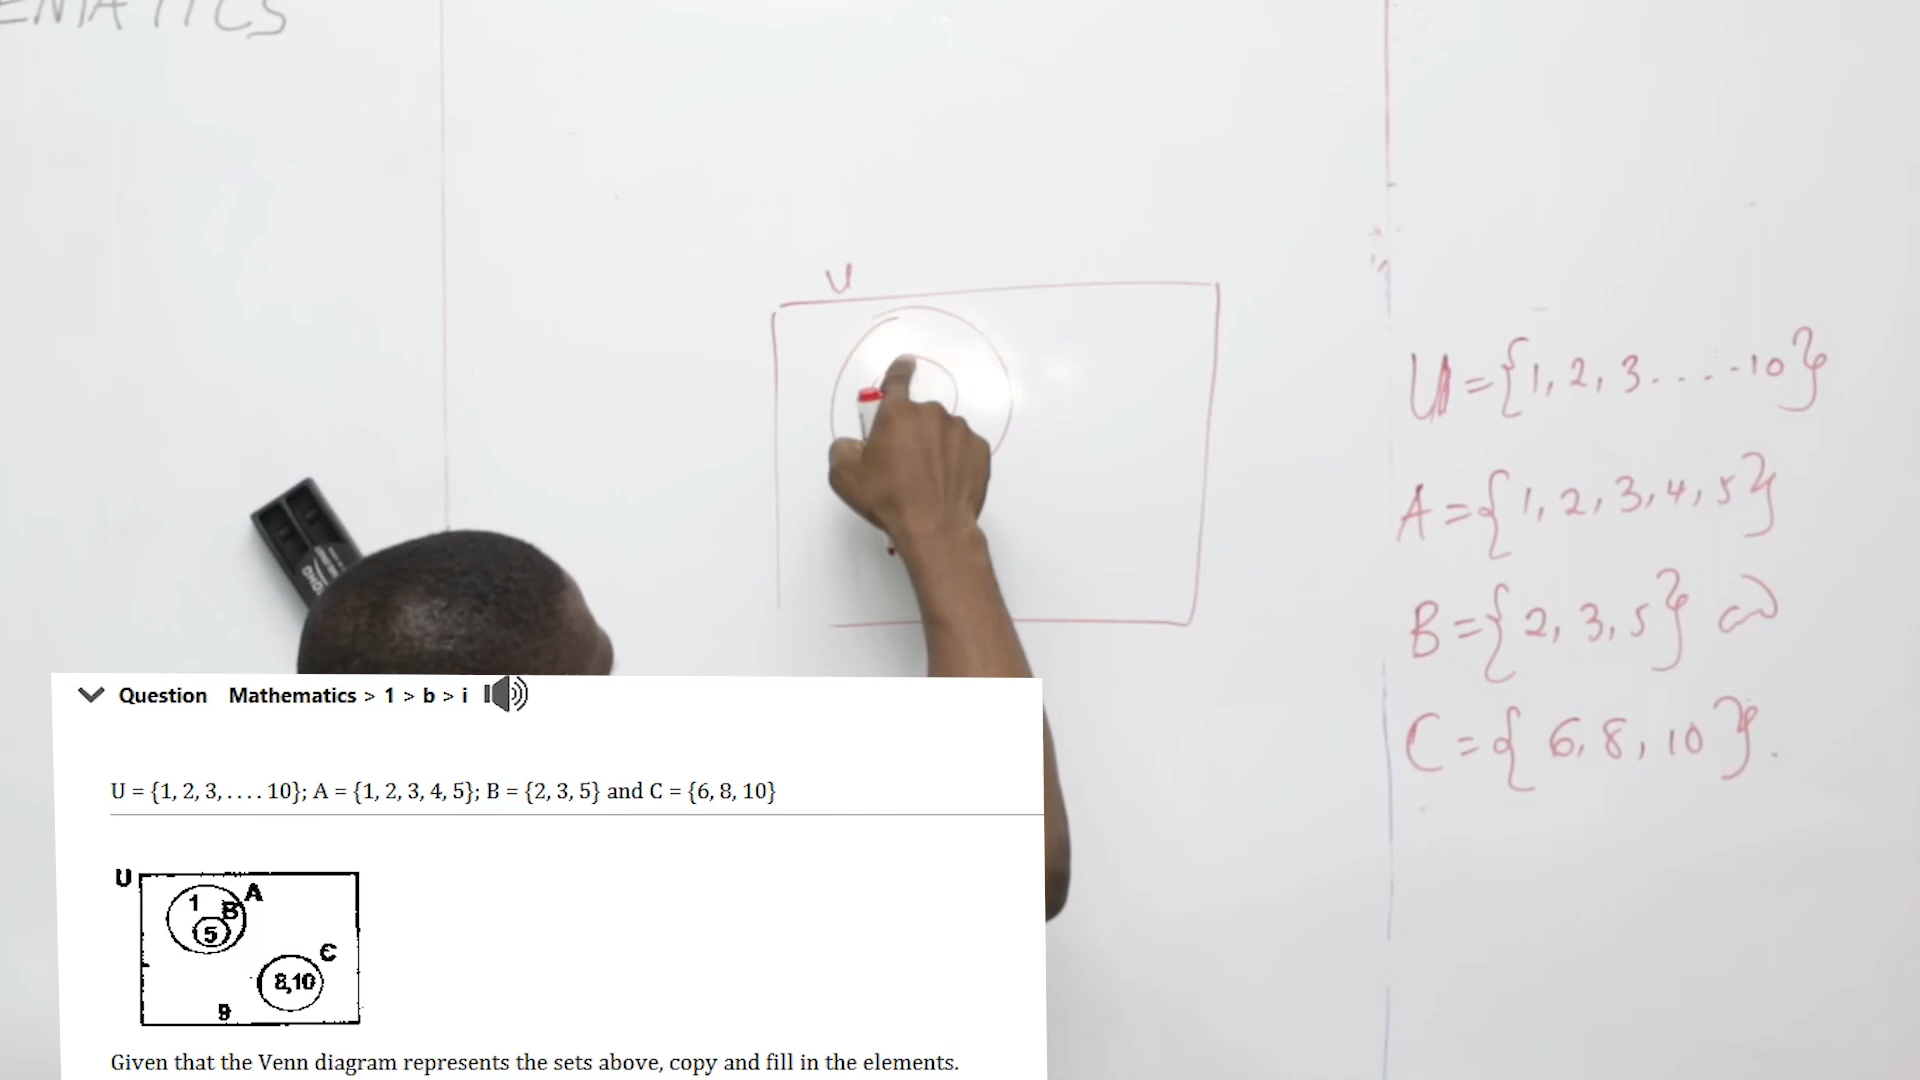 EMATICS
U
U = {1, 2, 3.....10}
A = {1, 2, 3, 4, 5}
B = {2, 3, 5} and
C = {6, 8, 10}.
Question Mathematics > 1 > b > i
U = {1, 2, 3, .... 10}; A = {1, 2, 3, 4, 5}; B = {2, 3, 5} and C = {6, 8, 10}
U
A
1
B
5
C
8,10
9
Given that the Venn diagram represents the sets above, copy and fill in the elements.